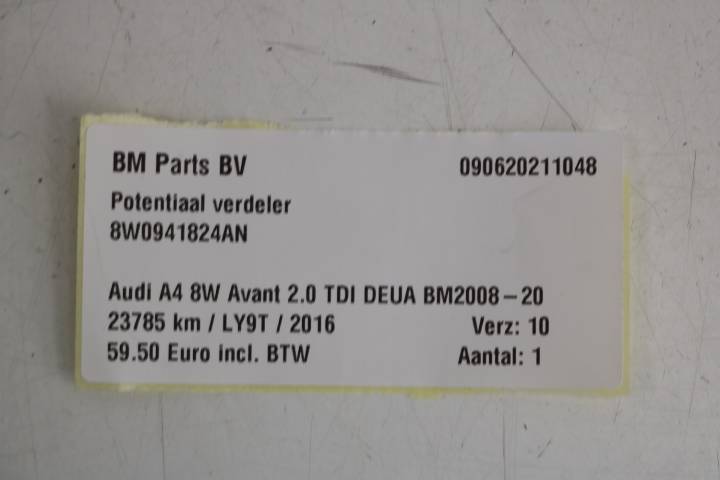 BM Parts BV 090620211048
Potentiaal verdeler
8W0941824AN
Audi A4 8W Avant 2.0 TDI DEUA BM2008-20
23785 km / LY9T / 2016 Verz: 10
59.50 Euro incl. BTW Aantal: 1